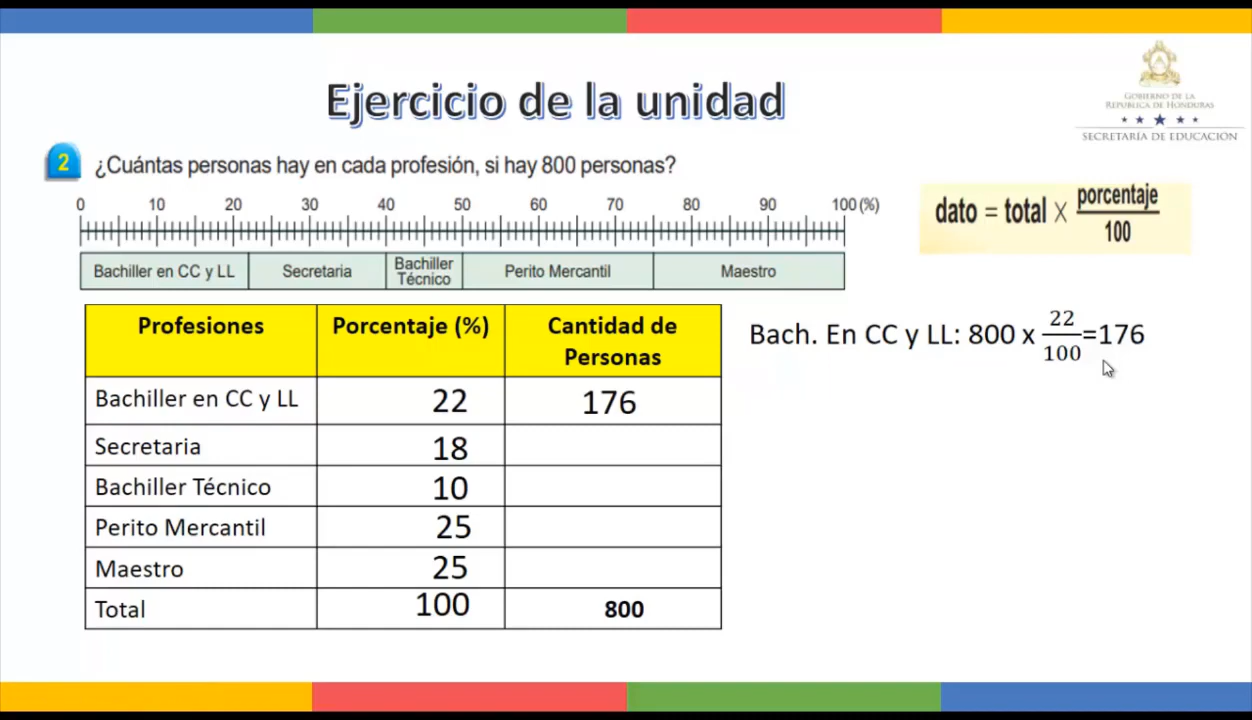 Ejercicio de la unidad
GOBIERNO DE LA
REPÚBLICA DE HONDURAS
SECRETARÍA DE EDUCACIÓN
2 ¿Cuántas personas hay en cada profesión, si hay 800 personas?
0 10 20 30 40 50 60 70 80 90 100 (%)
Bachiller en CC y LL Secretaria Bachiller Técnico Perito Mercantil Maestro
dato = total × porcentaje/100
Profesiones Porcentaje (%) Cantidad de Personas
Bachiller en CC y LL 22 176
Secretaria 18
Bachiller Técnico 10
Perito Mercantil 25
Maestro 25
Total 100 800
Bach. En CC y LL: 800 x 22/100=176